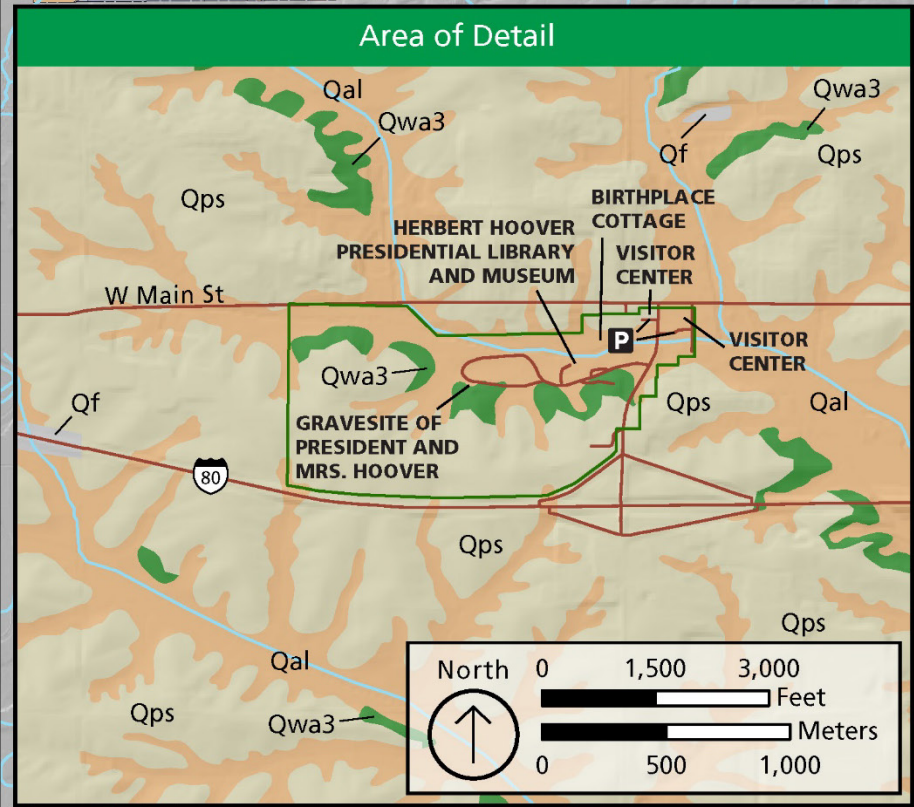 Area of Detail
Qal
Qwa3
Qwa3
Qf
Qps
Qps
BIRTHPLACE
COTTAGE
HERBERT HOOVER
PRESIDENTIAL LIBRARY
AND MUSEUM
VISITOR
CENTER
W Main St
P
VISITOR
CENTER
Qwa3
Qf
GRAVESITE OF
PRESIDENT AND
MRS. HOOVER
Qps
Qal
80
Qps
Qps
Qal
Qps
Qwa3
North
0 1,500 3,000
Feet
Meters
0 500 1,000